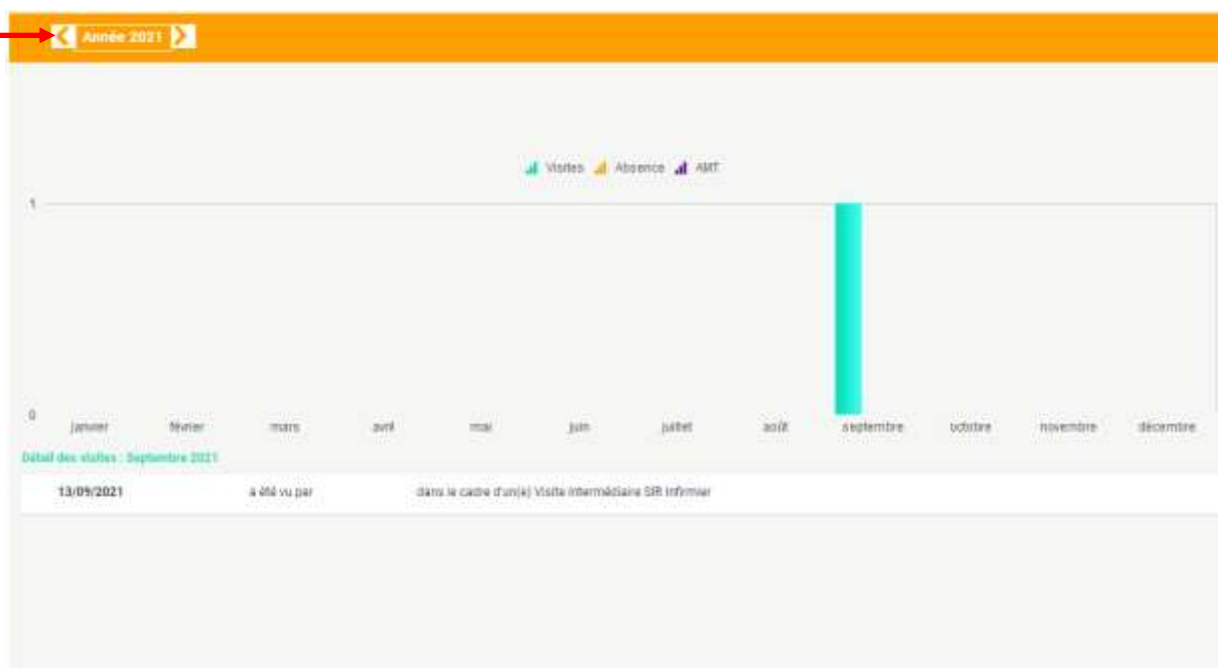 Année 2021
Visites Absence AMT
1
0
janvier février mars avril mai juin juillet août septembre octobre novembre décembre
Détail des visites : Septembre 2021
13/09/2021 a été vu par dans le cadre d'un(e) Visite Intermédiaire SIR Infirmier